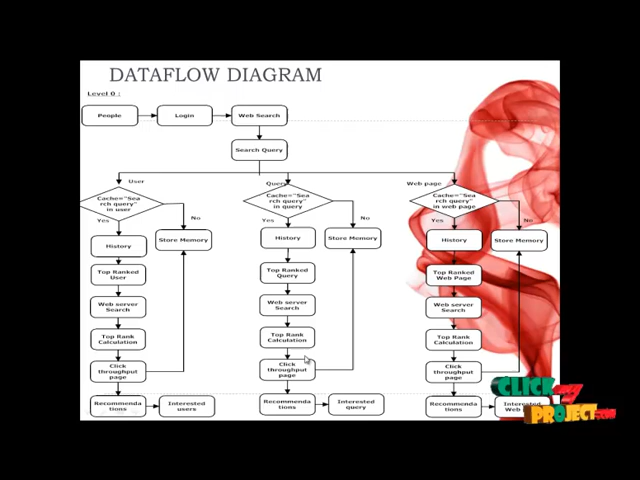 DATAFLOW DIAGRAM
Level 0 :
People
Login
Web Search
Search Query
User
Query
Web page
Cache="Sea
rch query"
in user
Cache="Sea
rch query"
in query
Cache="Sea
rch query"
in web page
Yes
No
Yes
No
Yes
No
History
Store Memory
History
Store Memory
History
Store Memory
Top Ranked
User
Top Ranked
Query
Top Ranked
Web Page
Web server
Search
Web server
Search
Web server
Search
Top Rank
Calculation
Top Rank
Calculation
Top Rank
Calculation
Click
throughput
page
Click
throughput
page
Click
throughput
page
Recommenda
tions
Interested
users
Recommenda
tions
Interested
query
Recommenda
tions
Interested
Web
CLICK
my
PROJECT.COM